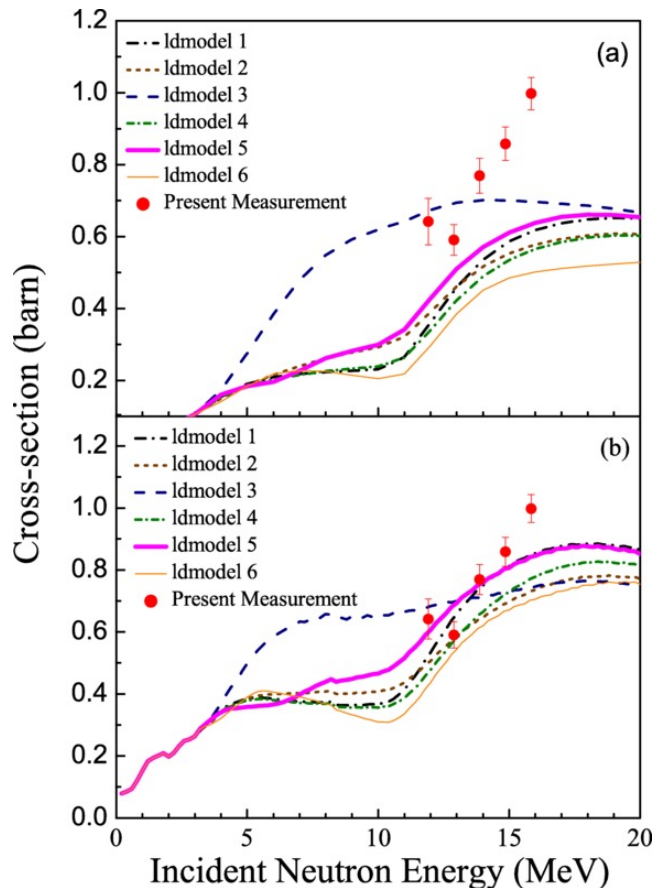 Cross-section (barn)
(a)
1.2
1.0
0.8
0.6
0.4
0.2
ldmodel 1
ldmodel 2
ldmodel 3
ldmodel 4
ldmodel 5
ldmodel 6
Present Measurement
(b)
1.2
1.0
0.8
0.6
0.4
0.2
0.0
ldmodel 1
ldmodel 2
ldmodel 3
ldmodel 4
ldmodel 5
ldmodel 6
Present Measurement
0 5 10 15 20
Incident Neutron Energy (MeV)